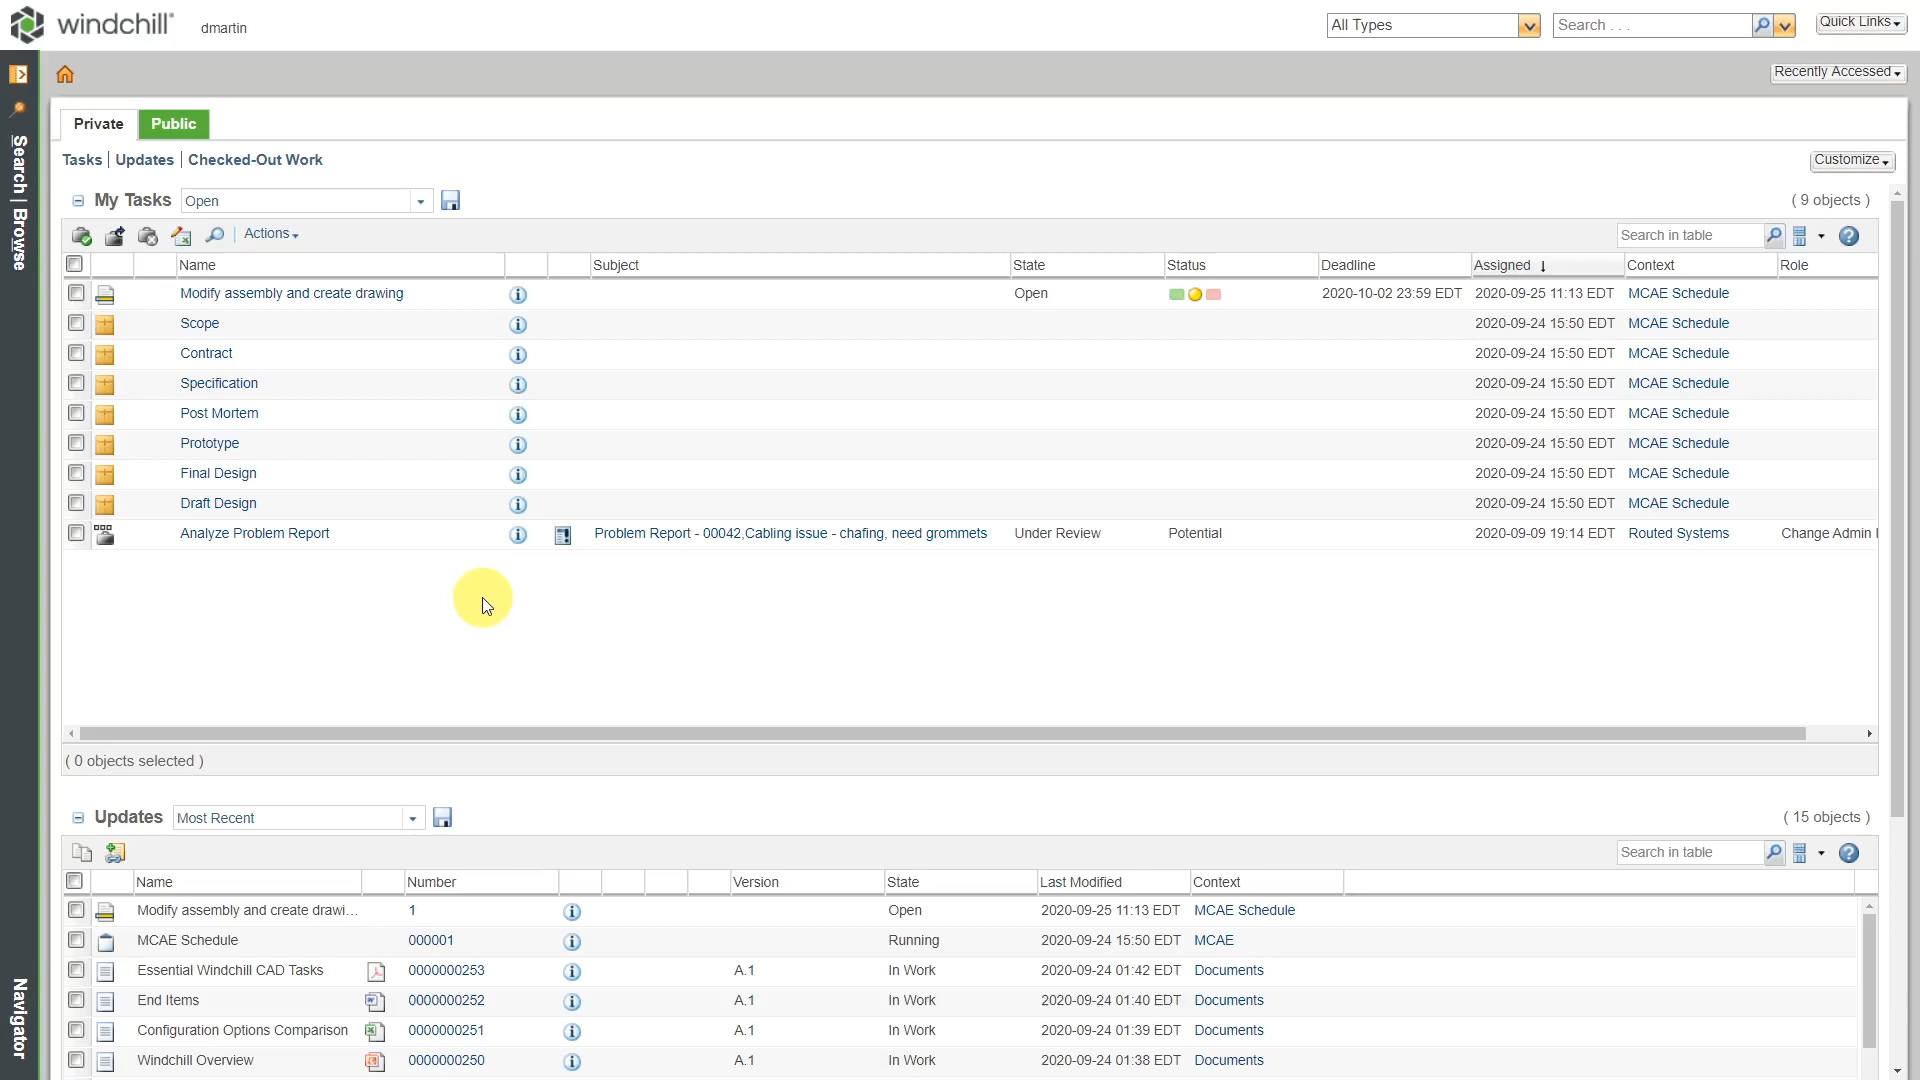 windchill® dmartin All Types Search . . . Quick Links
Recently Accessed
Private Public
Tasks | Updates | Checked-Out Work Customize
My Tasks Open ( 9 objects )
Actions Search in table
Name Subject State Status Deadline Assigned ↓ Context Role
Modify assembly and create drawing Open 2020-10-02 23:59 EDT 2020-09-25 11:13 EDT MCAE Schedule
Scope 2020-09-24 15:50 EDT MCAE Schedule
Contract 2020-09-24 15:50 EDT MCAE Schedule
Specification 2020-09-24 15:50 EDT MCAE Schedule
Post Mortem 2020-09-24 15:50 EDT MCAE Schedule
Prototype 2020-09-24 15:50 EDT MCAE Schedule
Final Design 2020-09-24 15:50 EDT MCAE Schedule
Draft Design 2020-09-24 15:50 EDT MCAE Schedule
Analyze Problem Report Problem Report - 00042,Cabling issue - chafing, need grommets Under Review Potential 2020-09-09 19:14 EDT Routed Systems Change Admin
( 0 objects selected )
Updates Most Recent ( 15 objects )
Search in table
Name Number Version State Last Modified Context
Modify assembly and create drawi... 1 Open 2020-09-25 11:13 EDT MCAE Schedule
MCAE Schedule 000001 Running 2020-09-24 15:50 EDT MCAE
Essential Windchill CAD Tasks 0000000253 A.1 In Work 2020-09-24 01:42 EDT Documents
End Items 0000000252 A.1 In Work 2020-09-24 01:40 EDT Documents
Configuration Options Comparison 0000000251 A.1 In Work 2020-09-24 01:39 EDT Documents
Windchill Overview 0000000250 A.1 In Work 2020-09-24 01:38 EDT Documents
Search | Browse
Navigator